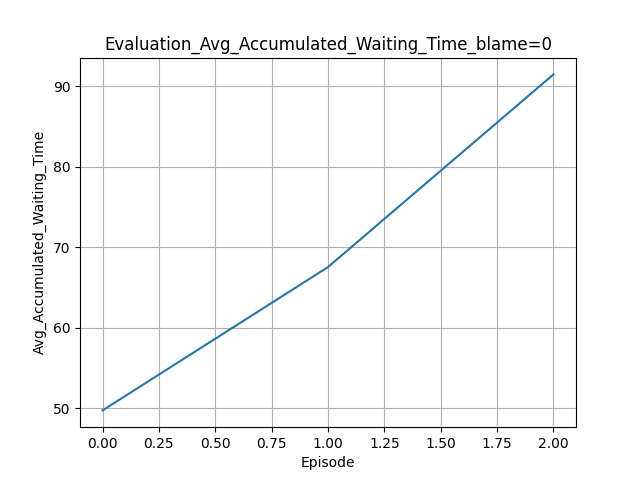 Evaluation_Avg_Accumulated_Waiting_Time_blame=0
Avg_Accumulated_Waiting_Time
90
80
70
60
50
0.00 0.25 0.50 0.75 1.00 1.25 1.50 1.75 2.00
Episode